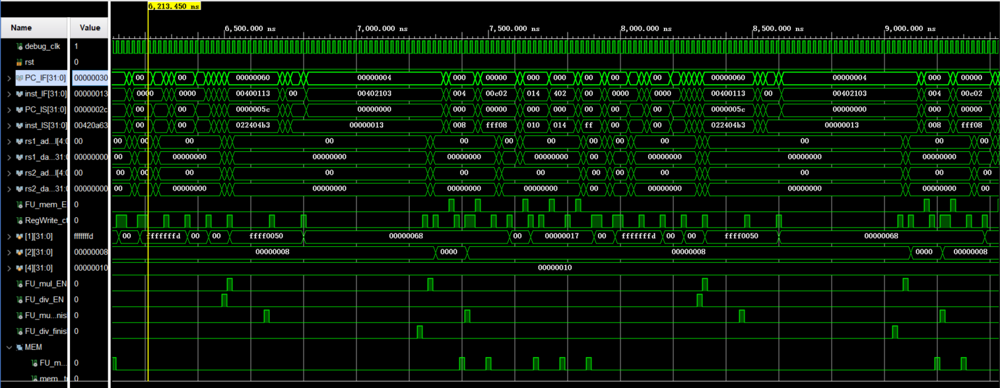 6,213.450 ns
Name Value
6,500.000 ns 7,000.000 ns 7,500.000 ns 8,000.000 ns 8,500.000 ns 9,000.000 ns
debug_clk 1
rst 0
PC_IF[31:0] 00000030 00 00 00000060 00000004 000 00000 000 000 00 00 00000060 00000004 000 00000
inst_IF[31:0] 00000013 0000 0000 00400113 00 00402103 004 00c02 014 402 00 0000 0000 00400113 00 00402103 004 00c02
PC_IS[31:0] 0000002c 00 00 0000005c 00000000 000 00000 000 000 00 00 00 0000005c 00000000 000 00000
inst_IS[31:0] 00420a63 00 00 022404b3 00000013 008 fff08 010 014 ff 00 00 022404b3 00000013 008 fff08
rs1_ad...l[4:0 00 00 00 00 00 00 00 00 00 00 00 00 00 00 00
rs1_da...31:0 00000000 00 00000000 00000000 00000000 00000000 00 00000000 00000000 00000000
rs2_ad...l[4:0 00 00 00 00 00 00 00 00 00 00 00 00 00
rs2_da...31:0 00000000 00 00000000 00000000 00000000 00000000 00 00000000 00000000 00000000 00
FU_mem_E 0
RegWrite_ct 0
[1][31:0] fffffffd 00 fffffffd 00 00 ffff0050 00000068 00 00000017 00 fffffffd 00 00 ffff0050 00000068
[2][31:0] 00000008 00000008 0000 00000008 0000 00000008
[4][31:0] 00000010 00000010
FU_mul_EN 0
FU_div_EN 0
FU_mu...nis 0
FU_div_finis 0
MEM
FU_m... 0
mem_tr 0